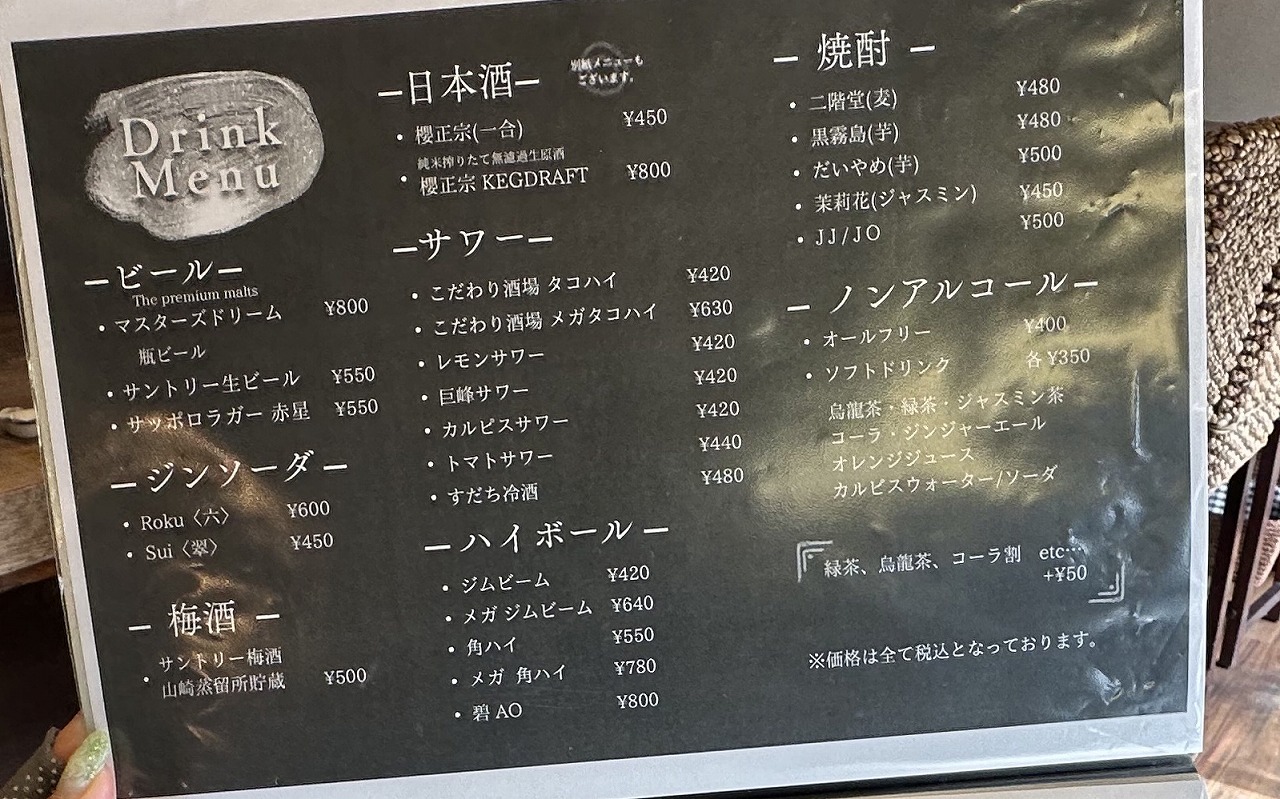 Drink
Menu
－ビール－
The premium malts
・マスターズドリーム ¥800
瓶ビール
・サントリー生ビール ¥550
・サッポロラガー 赤星 ¥550
－ジンソーダ－
・Roku〈六〉 ¥600
・Sui〈翠〉 ¥450
－ 梅酒 －
サントリー梅酒
・山崎蒸留所貯蔵 ¥500
－日本酒－
別紙メニューも
ございます。
・櫻正宗(一合) ¥450
純米搾りたて無濾過生原酒
・櫻正宗 KEGDRAFT ¥800
－サワー－
・こだわり酒場 タコハイ ¥420
・こだわり酒場 メガタコハイ ¥630
・レモンサワー ¥420
・巨峰サワー ¥420
・カルピスサワー ¥420
・トマトサワー ¥440
・すだち冷酒 ¥480
－ハイボール－
・ジムビーム ¥420
・メガ ジムビーム ¥640
・角ハイ ¥550
・メガ 角ハイ ¥780
・碧 AO ¥800
－ 焼酎 －
・二階堂(麦) ¥480
・黒霧島(芋) ¥480
・だいやめ(芋) ¥500
・茉莉花(ジャスミン) ¥450
・JJ/JO ¥500
－ ノンアルコール－
・オールフリー ¥400
・ソフトドリンク 各 ¥350
烏龍茶・緑茶・ジャスミン茶
コーラ・ジンジャーエール
オレンジジュース
カルピスウォーター/ソーダ
緑茶、烏龍茶、コーラ割 etc…
+¥50
※価格は全て税込となっております。